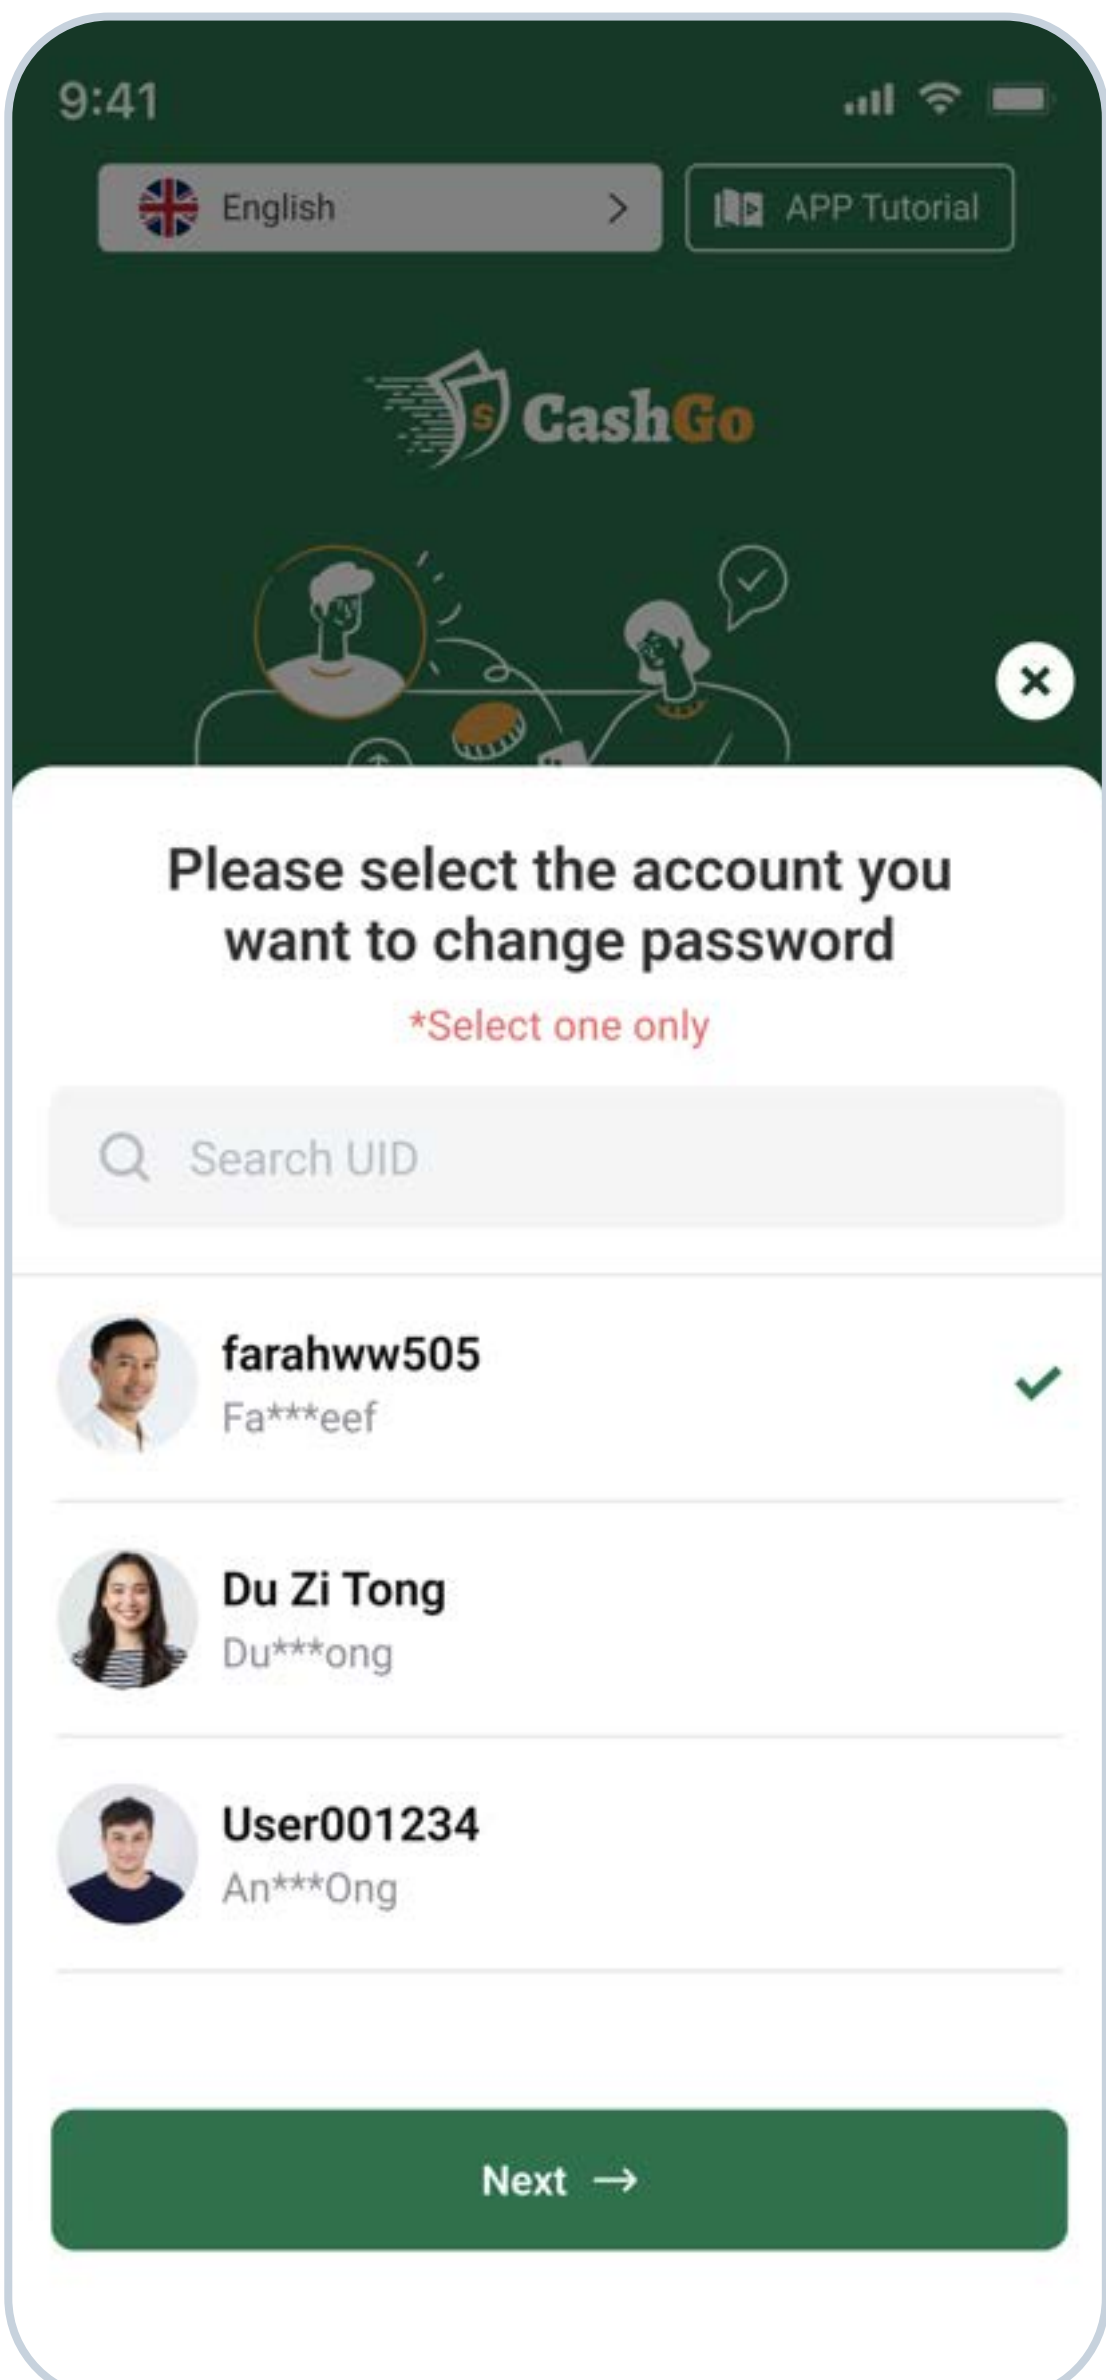 9:41
English
APP Tutorial
S
CashGo
Please select the account you
want to change password
*Select one only
Search UID
farahww505
Fa***eef
Du Zi Tong
Du***ong
User001234
An***Ong
Next →